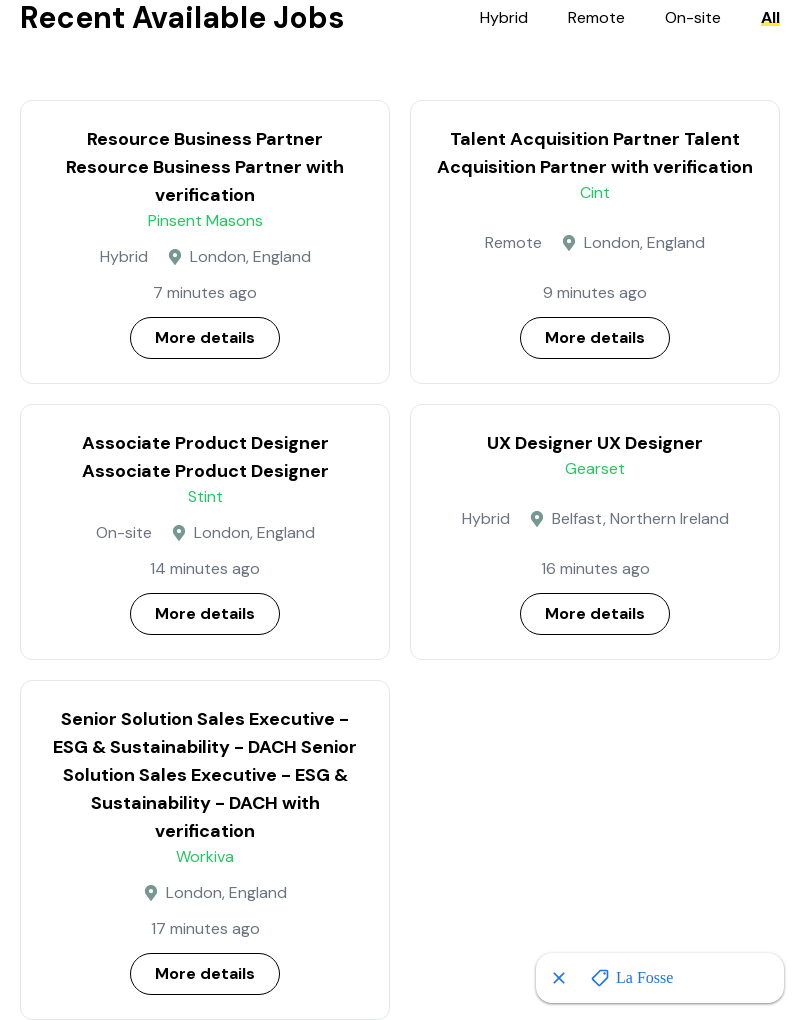 Recent Available Jobs
Hybrid
Remote
On-site
All
Resource Business Partner
Resource Business Partner with
verification
Pinsent Masons
Hybrid
London, England
7 minutes ago
More details
Talent Acquisition Partner Talent
Acquisition Partner with verification
Cint
Remote
London, England
9 minutes ago
More details
Associate Product Designer
Associate Product Designer
Stint
On-site
London, England
14 minutes ago
More details
UX Designer UX Designer
Gearset
Hybrid
Belfast, Northern Ireland
16 minutes ago
More details
Senior Solution Sales Executive -
ESG & Sustainability - DACH Senior
Solution Sales Executive - ESG &
Sustainability - DACH with
verification
Workiva
London, England
17 minutes ago
More details
La Fosse